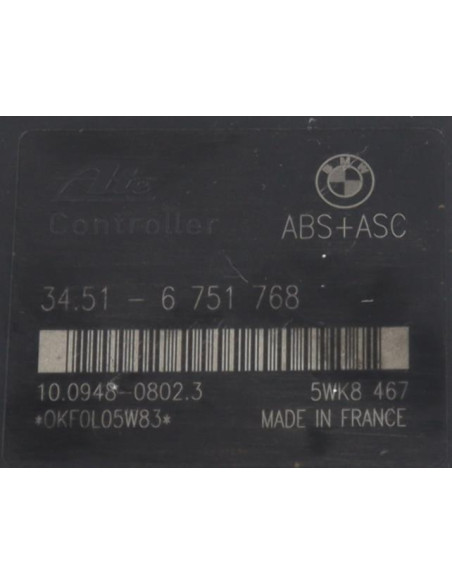 Ate
BMW
Controller ABS+ASC
34.51 - 6 751 768 -
10.0948-0802.3 5WK8 467
*OKF0L05W83* MADE IN FRANCE